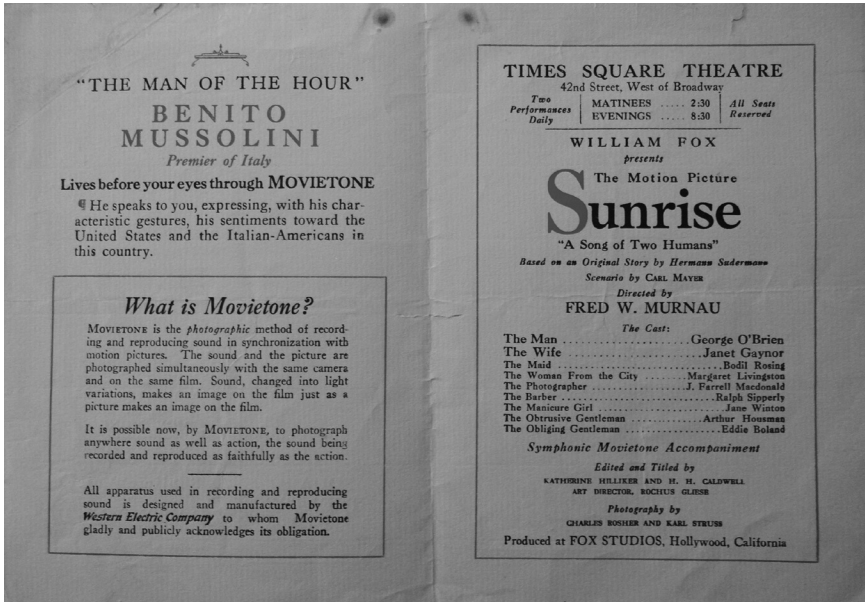 "THE MAN OF THE HOUR"
BENITO
MUSSOLINI
Premier of Italy
Lives before your eyes through MOVIETONE
¶ He speaks to you, expressing, with his char-
acteristic gestures, his sentiments toward the
United States and the Italian-Americans in
this country.
What is Movietone?
MOVIETONE is the photographic method of record-
ing and reproducing sound in synchronization with
motion pictures. The sound and the picture are
photographed simultaneously with the same camera
and on the same film. Sound, changed into light
variations, makes an image on the film just as a
picture makes an image on the film.
It is possible now, by MOVIETONE, to photograph
anywhere sound as well as action, the sound being
recorded and reproduced as faithfully as the action.
All apparatus used in recording and reproducing
sound is designed and manufactured by the
Western Electric Company to whom Movietone
gladly and publicly acknowledges its obligation.
TIMES SQUARE THEATRE
42nd Street, West of Broadway
Two Performances Daily
MATINEES ..... 2:30
EVENINGS ..... 8:30
All Seats Reserved
WILLIAM FOX
presents
The Motion Picture
Sunrise
"A Song of Two Humans"
Based on an Original Story by Hermann Sudermann
Scenario by CARL MAYER
Directed by
FRED W. MURNAU
The Cast:
The Man ..................George O'Brien
The Wife ..................Janet Gaynor
The Maid ..................Bodil Rosing
The Woman From the City .......Margaret Livingston
The Photographer ..................J. Farrell Macdonald
The Barber ..................Ralph Sipperly
The Manicure Girl ..................Jane Winton
The Obtrusive Gentleman ..................Arthur Housman
The Obliging Gentleman ..................Eddie Boland
Symphonic Movietone Accompaniment
Edited and Titled by
KATHERINE HILLIKER AND H. H. CALDWELL
ART DIRECTOR, ROCHUS GLIESE
Photography by
CHARLES ROSHER AND KARL STRUSS
Produced at FOX STUDIOS, Hollywood, California